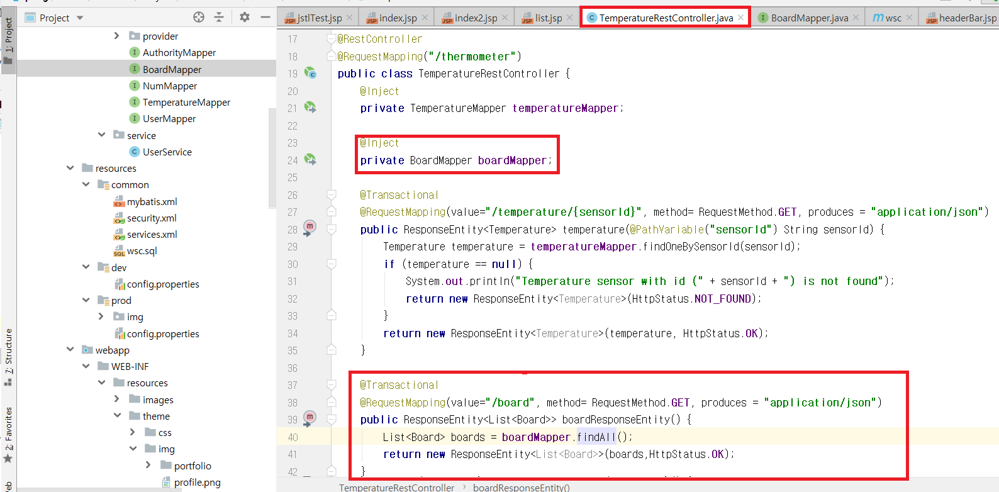 Project
jstlTest.jsp
index.jsp
index2.jsp
list.jsp
TemperatureRestController.java
BoardMapper.java
wsc
headerBar.jsp
1: Project
7: Structure
2: Favorites
provider
AuthorityMapper
BoardMapper
NumMapper
TemperatureMapper
UserMapper
service
UserService
resources
common
mybatis.xml
security.xml
services.xml
wsc.sql
dev
config.properties
prod
img
config.properties
webapp
WEB-INF
resources
images
theme
css
img
portfolio
profile.png
17 @RestController
18 @RequestMapping("/thermometer")
19 public class TemperatureRestController {
20 @Inject
21 private TemperatureMapper temperatureMapper;
22
23 @Inject
24 private BoardMapper boardMapper;
25
26 @Transactional
27 @RequestMapping(value="/temperature/{sensorId}", method= RequestMethod.GET, produces = "application/json")
28 public ResponseEntity<Temperature> temperature(@PathVariable("sensorId") String sensorId) {
29 Temperature temperature = temperatureMapper.findOneBySensorId(sensorId);
30 if (temperature == null) {
31 System.out.println("Temperature sensor with id (" + sensorId + ") is not found");
32 return new ResponseEntity<Temperature>(HttpStatus.NOT_FOUND);
33 }
34 return new ResponseEntity<Temperature>(temperature, HttpStatus.OK);
35 }
36
37 @Transactional
38 @RequestMapping(value="/board", method= RequestMethod.GET, produces = "application/json")
39 public ResponseEntity<List<Board>> boardResponseEntity() {
40 List<Board> boards = boardMapper.findAll();
41 return new ResponseEntity<List<Board>>(boards,HttpStatus.OK);
42 }
TemperatureRestController › boardResponseEntity()